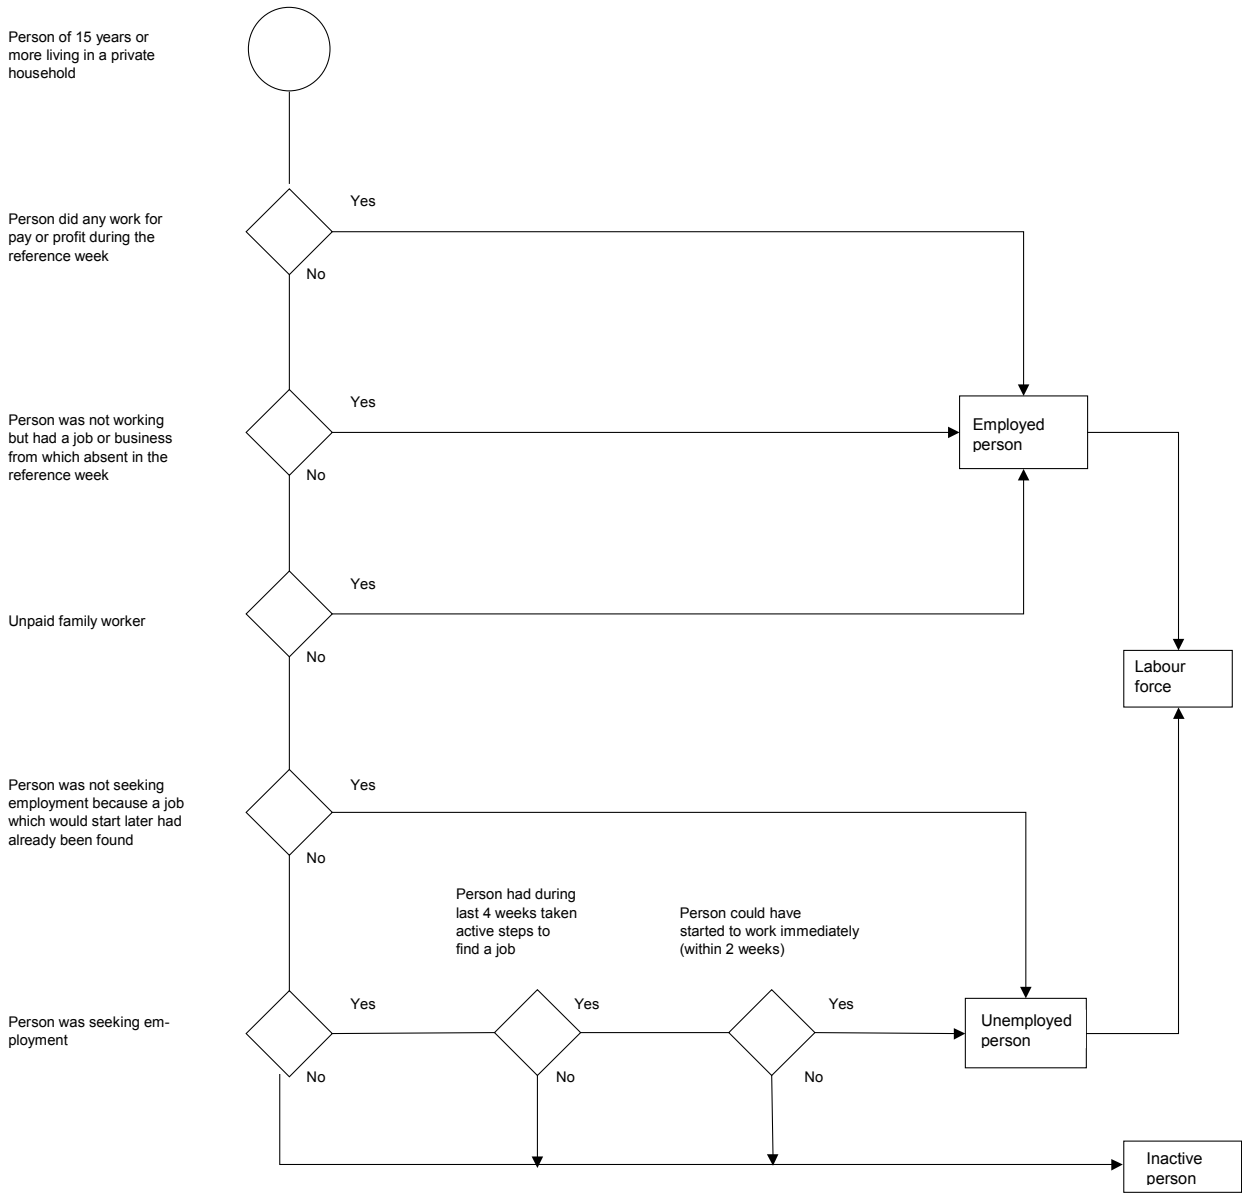 Person of 15 years or
more living in a private
household
Person did any work for
pay or profit during the
reference week
Yes
No
Person was not working
but had a job or business
from which absent in the
reference week
Yes
No
Employed
person
Unpaid family worker
Yes
No
Labour
force
Person was not seeking
employment because a job
which would start later had
already been found
Yes
No
Person had during
last 4 weeks taken
active steps to
find a job
Person could have
started to work immediately
(within 2 weeks)
Person was seeking em-
ployment
Yes
No
Yes
No
Yes
No
Unemployed
person
Inactive
person